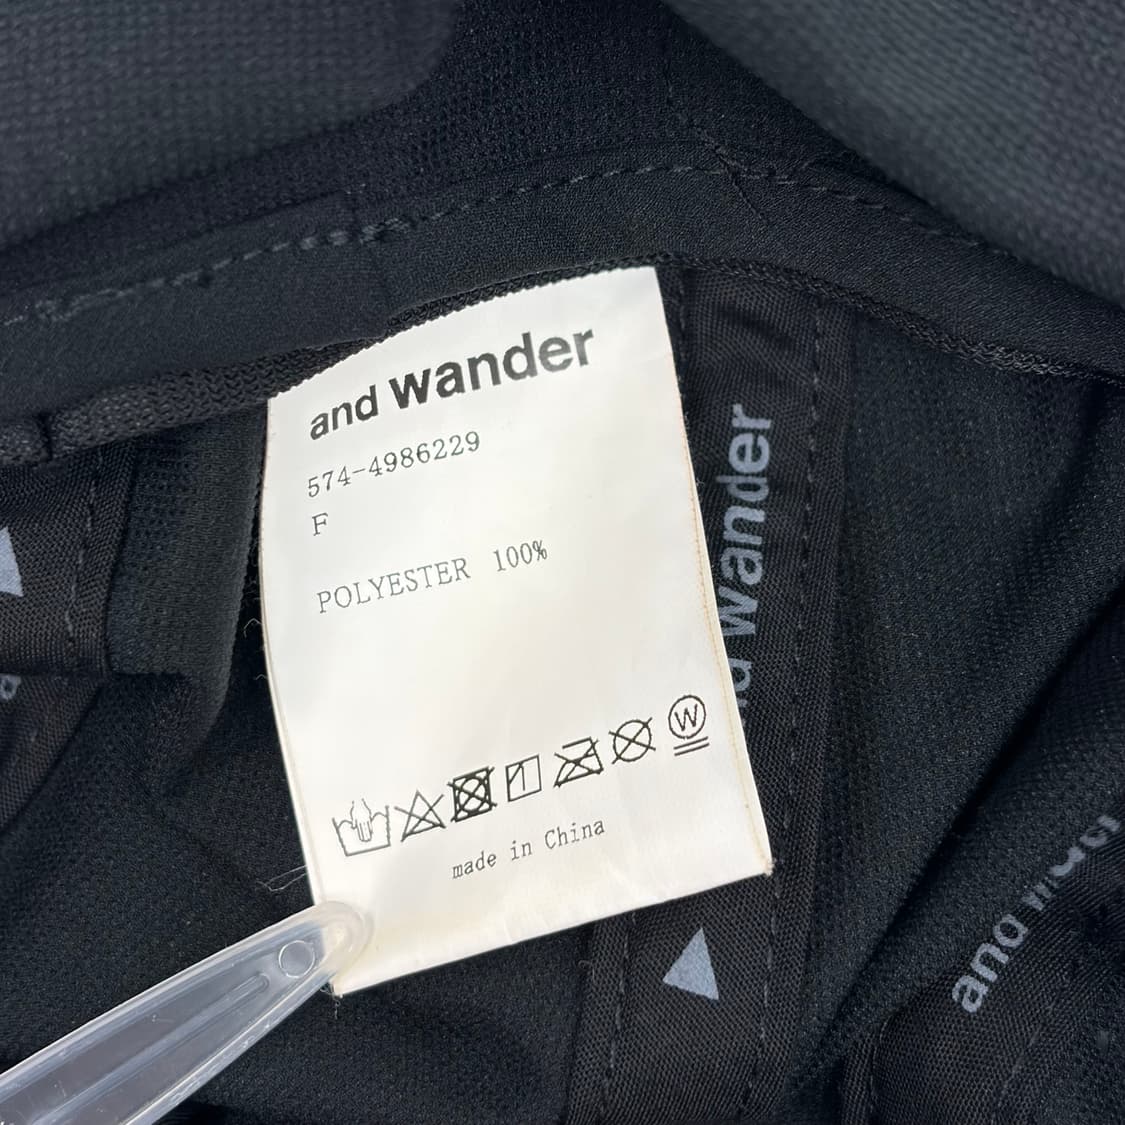 and wander
574-4986229
F
POLYESTER 100%
W
made in China
wander
and